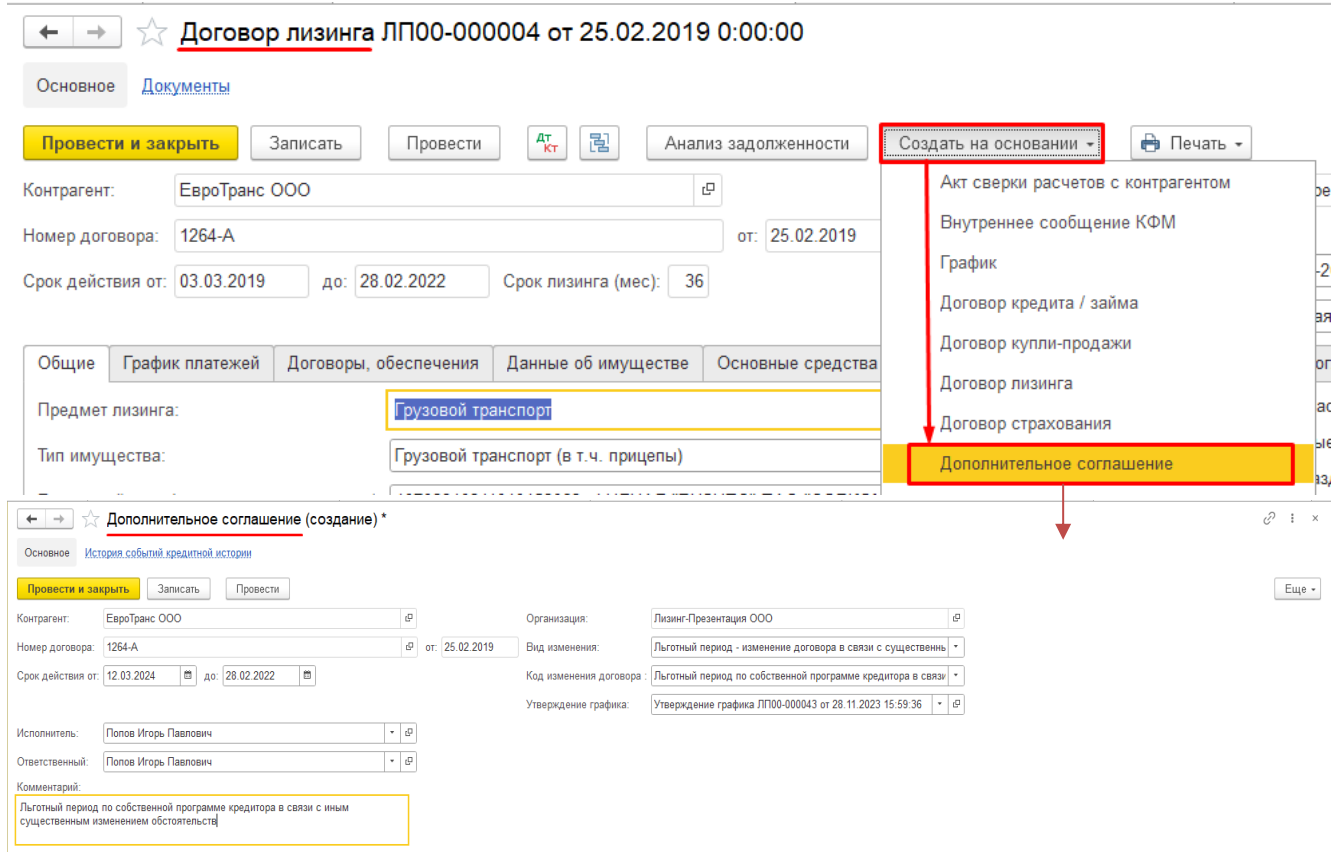 Договор лизинга ЛП00-000004 от 25.02.2019 0:00:00
Основное Документы
Провести и закрыть Записать Провести Дт Кт Анализ задолженности Создать на основании Печать
Контрагент: ЕвроТранс ООО
Номер договора: 1264-А от: 25.02.2019
Срок действия от: 03.03.2019 до: 28.02.2022 Срок лизинга (мес): 36
Акт сверки расчетов с контрагентом
Внутреннее сообщение КФМ
График
Договор кредита / займа
Договор купли-продажи
Договор лизинга
Договор страхования
Дополнительное соглашение
Общие График платежей Договоры, обеспечения Данные об имуществе Основные средства
Предмет лизинга: Грузовой транспорт
Тип имущества: Грузовой транспорт (в т.ч. прицепы)
Дополнительное соглашение (создание) *
Основное История событий кредитной истории
Провести и закрыть Записать Провести Еще
Контрагент: ЕвроТранс ООО Организация: Лизинг-Презентация ООО
Номер договора: 1264-А от: 25.02.2019 Вид изменения: Льготный период - изменение договора в связи с существеннь
Срок действия от: 12.03.2024 до: 28.02.2022 Код изменения договора : Льготный период по собственной программе кредитора в связи
Утверждение графика: Утверждение графика ЛП00-000043 от 28.11.2023 15:59:36
Исполнитель: Попов Игорь Павлович
Ответственный: Попов Игорь Павлович
Комментарий:
Льготный период по собственной программе кредитора в связи с иным
существенным изменением обстоятельств